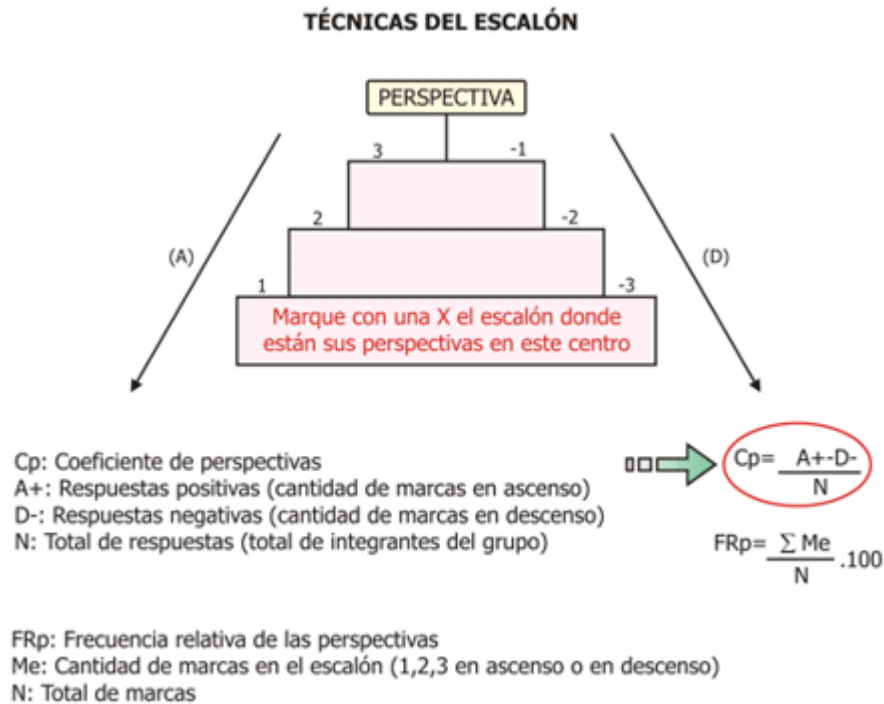 TÉCNICAS DEL ESCALÓN
PERSPECTIVA
3
-1
2
-2
(A)
(D)
1
-3
Marque con una X el escalón donde
están sus perspectivas en este centro
Cp: Coeficiente de perspectivas
A+: Respuestas positivas (cantidad de marcas en ascenso)
D-: Respuestas negativas (cantidad de marcas en descenso)
N: Total de respuestas (total de integrantes del grupo)
Cp= A+-D-
N
FRp= ∑ Me .100
N
FRp: Frecuencia relativa de las perspectivas
Me: Cantidad de marcas en el escalón (1,2,3 en ascenso o en descenso)
N: Total de marcas